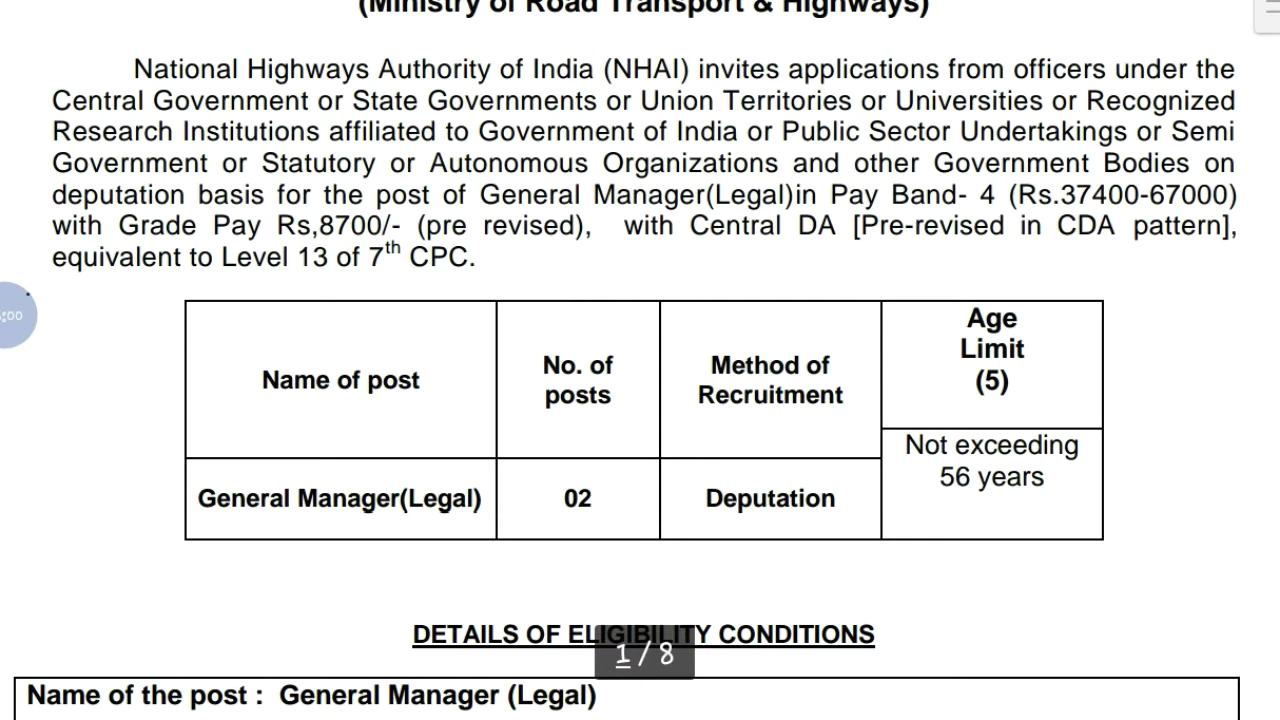 (Ministry of Road Transport & Highways)
National Highways Authority of India (NHAI) invites applications from officers under the
Central Government or State Governments or Union Territories or Universities or Recognized
Research Institutions affiliated to Government of India or Public Sector Undertakings or Semi
Government or Statutory or Autonomous Organizations and other Government Bodies on
deputation basis for the post of General Manager(Legal)in Pay Band- 4 (Rs.37400-67000)
with Grade Pay Rs,8700/- (pre revised), with Central DA [Pre-revised in CDA pattern],
equivalent to Level 13 of 7th CPC.
Name of post
No. of
posts
Method of
Recruitment
Age
Limit
(5)
General Manager(Legal)
02
Deputation
Not exceeding
56 years
DETAILS OF ELIGIBILITY CONDITIONS
1/8
Name of the post : General Manager (Legal)